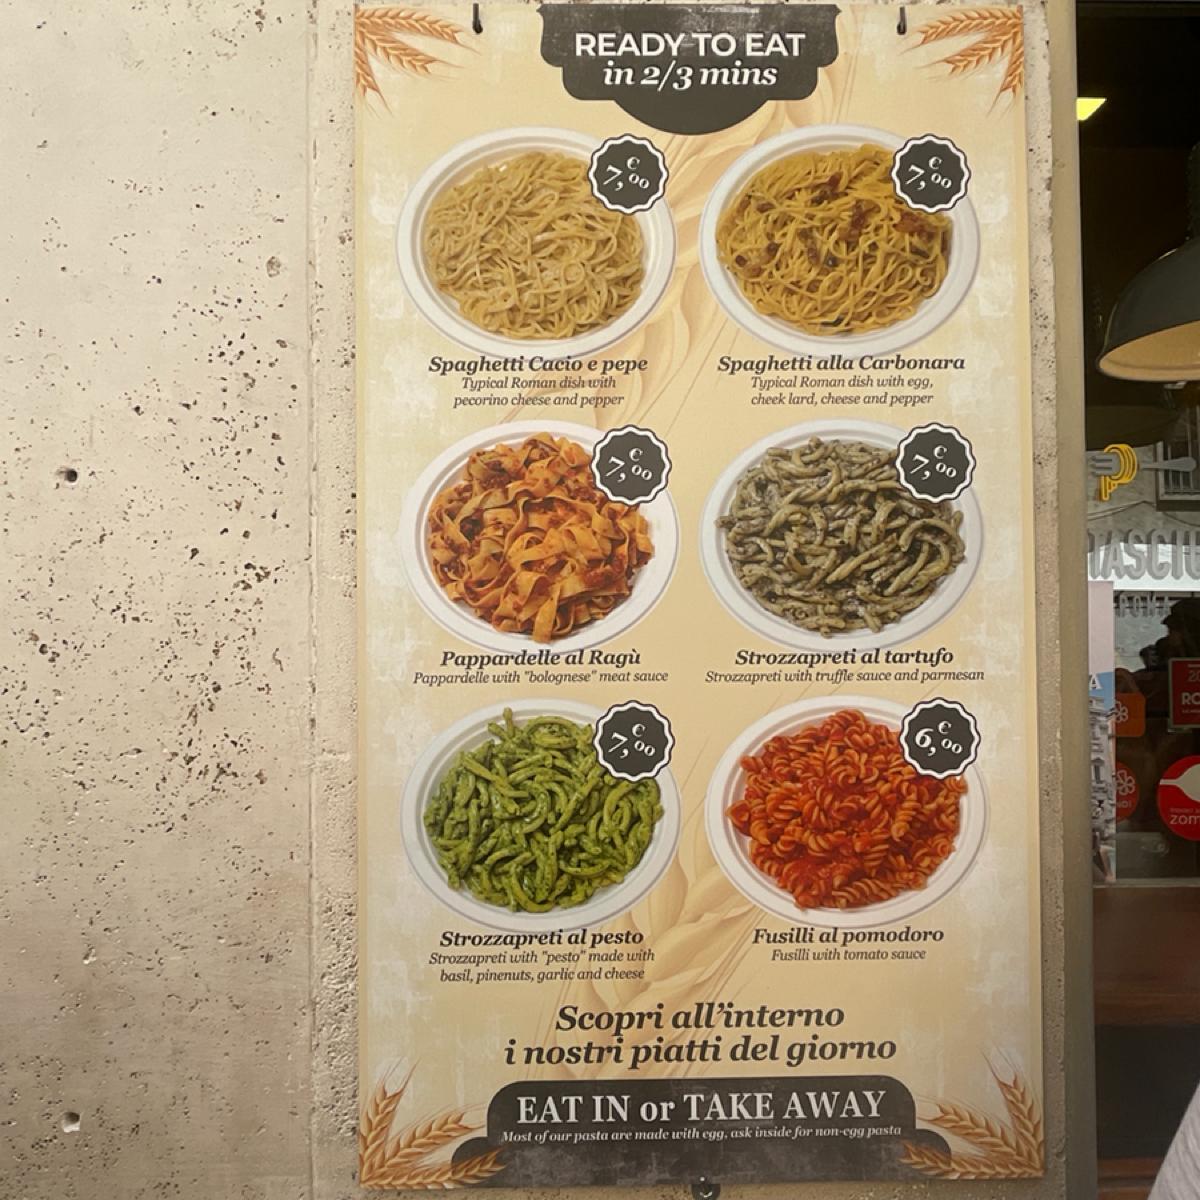 READY TO EAT
in 2/3 mins
7,€00
7,€00
Spaghetti Cacio e pepe
Typical Roman dish with
pecorino cheese and pepper
Spaghetti alla Carbonara
Typical Roman dish with egg,
cheek lard, cheese and pepper
7,€00
7,€00
Pappardelle al Ragù
Pappardelle with "bolognese" meat sauce
Strozzapreti al tartufo
Strozzapreti with truffle sauce and parmesan
7,€00
6,€00
Strozzapreti al pesto
Strozzapreti with "pesto" made with
basil, pinenuts, garlic and cheese
Fusilli al pomodoro
Fusilli with tomato sauce
Scopri all'interno
i nostri piatti del giorno
EAT IN or TAKE AWAY
Most of our pasta are made with egg, ask inside for non-egg pasta